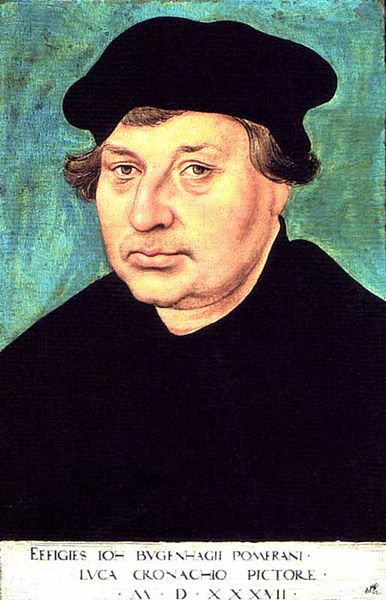 EFFIGIES IOH BVGENHAGII POMERANI·
LVCA CRONACHIO PICTORE·
·M·D·XXXVII·